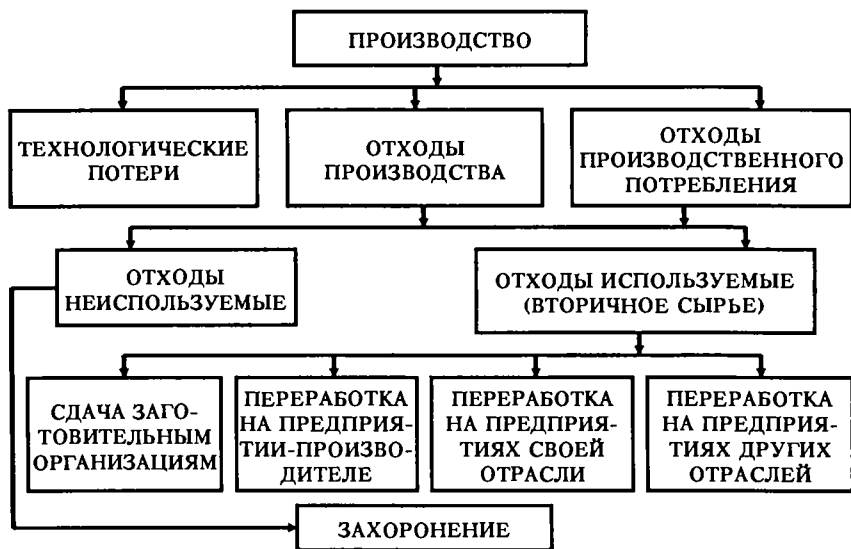 ПРОИЗВОДСТВО
ТЕХНОЛОГИЧЕСКИЕ
ПОТЕРИ
ОТХОДЫ
ПРОИЗВОДСТВА
ОТХОДЫ
ПРОИЗВОДСТВЕННОГО
ПОТРЕБЛЕНИЯ
ОТХОДЫ
НЕИСПОЛЬЗУЕМЫЕ
ОТХОДЫ ИСПОЛЬЗУЕМЫЕ
(ВТОРИЧНОЕ СЫРЬЕ)
СДАЧА ЗАГО-
ТОВИТЕЛЬНЫМ
ОРГАНИЗАЦИЯМ
ПЕРЕРАБОТКА
НА ПРЕДПРИЯ-
ТИИ-ПРОИЗВО-
ДИТЕЛЕ
ПЕРЕРАБОТКА
НА ПРЕДПРИЯ-
ТИЯХ СВОЕЙ
ОТРАСЛИ
ПЕРЕРАБОТКА
НА ПРЕДПРИЯ-
ТИЯХ ДРУГИХ
ОТРАСЛЕЙ
ЗАХОРОНЕНИЕ